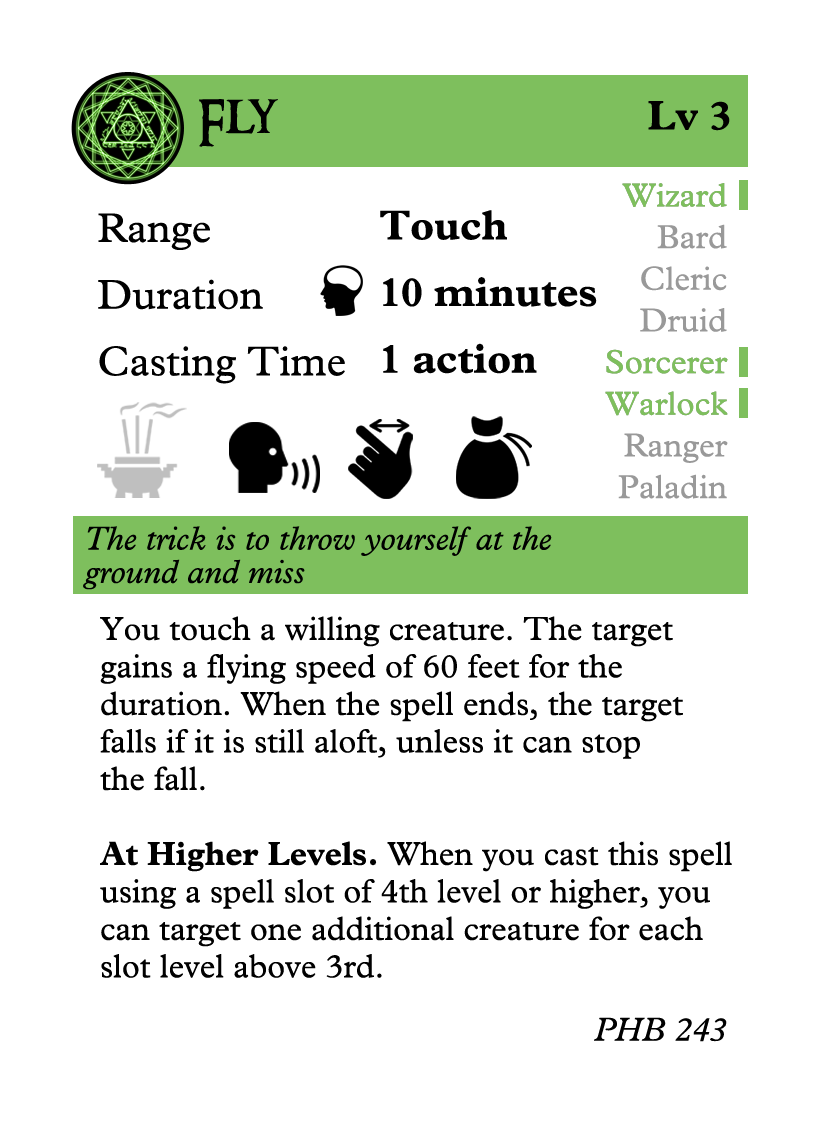 FLY
Lv 3
Range Touch
Duration 10 minutes
Casting Time 1 action
Wizard
Bard
Cleric
Druid
Sorcerer
Warlock
Ranger
Paladin
The trick is to throw yourself at the
ground and miss
You touch a willing creature. The target
gains a flying speed of 60 feet for the
duration. When the spell ends, the target
falls if it is still aloft, unless it can stop
the fall.
At Higher Levels. When you cast this spell
using a spell slot of 4th level or higher, you
can target one additional creature for each
slot level above 3rd.
PHB 243